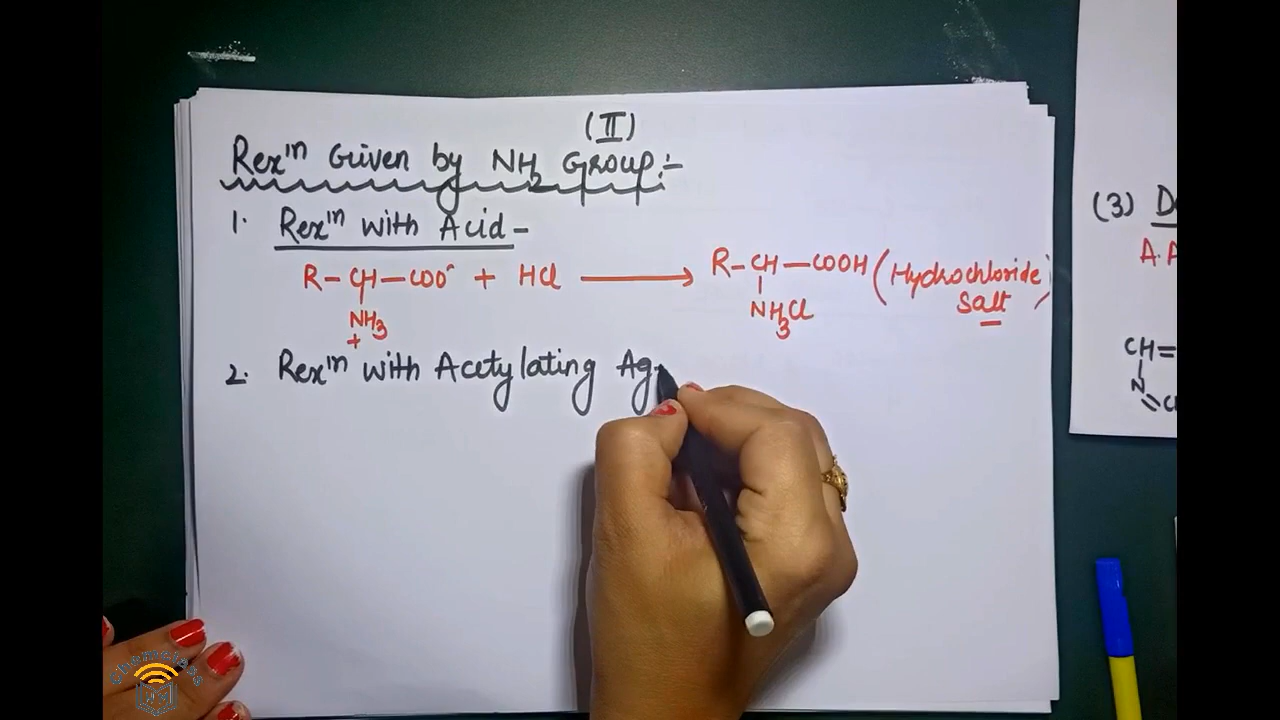 (II)
Rexⁿ Given by NH₂ Group:-
1. Rexⁿ with Acid -
R-CH-COO⁻ + HCl ⟶ R-CH-COOH (Hydrochloride
NH₃ NH₃Cl Salt)
+
2. Rexⁿ with Acetylating Ag
(3) D
A.A
CH=
N
Chemclass